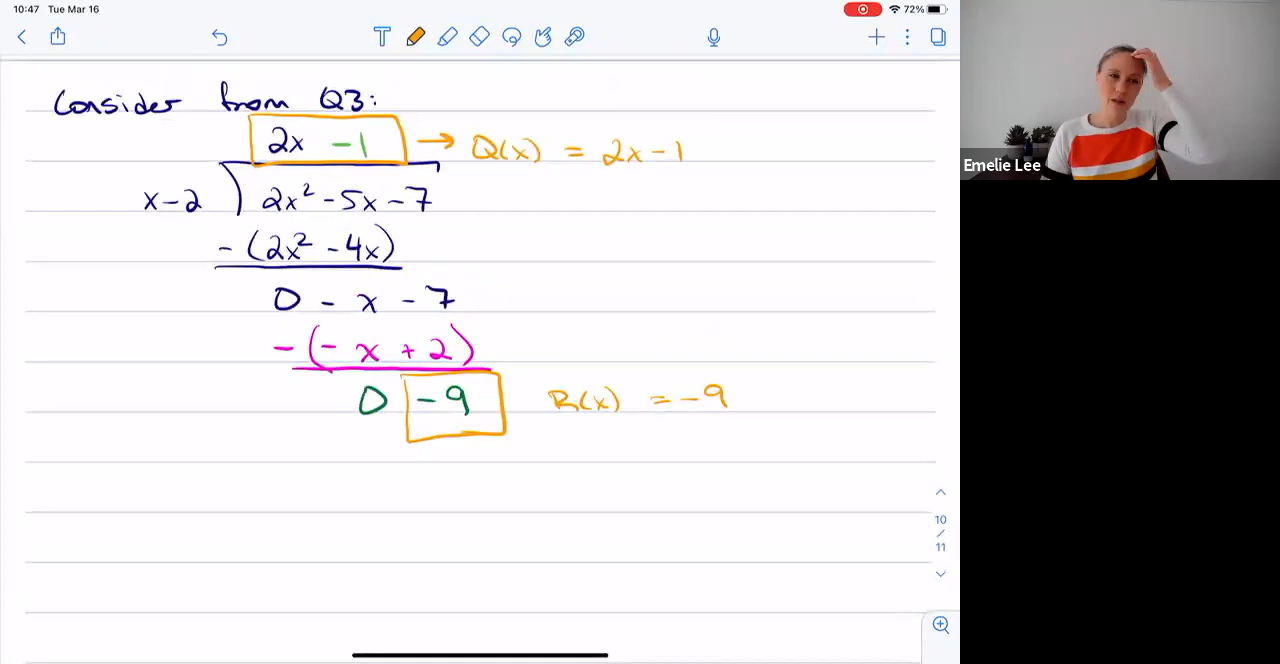 10:47 Tue Mar 16
72%
T
Consider from Q3:
2x - 1 → Q(x) = 2x - 1
x - 2 ) 2x² - 5x - 7
- (2x² - 4x)
0 - x - 7
- (- x + 2)
0 - 9 R(x) = - 9
10
/
11
Emelie Lee